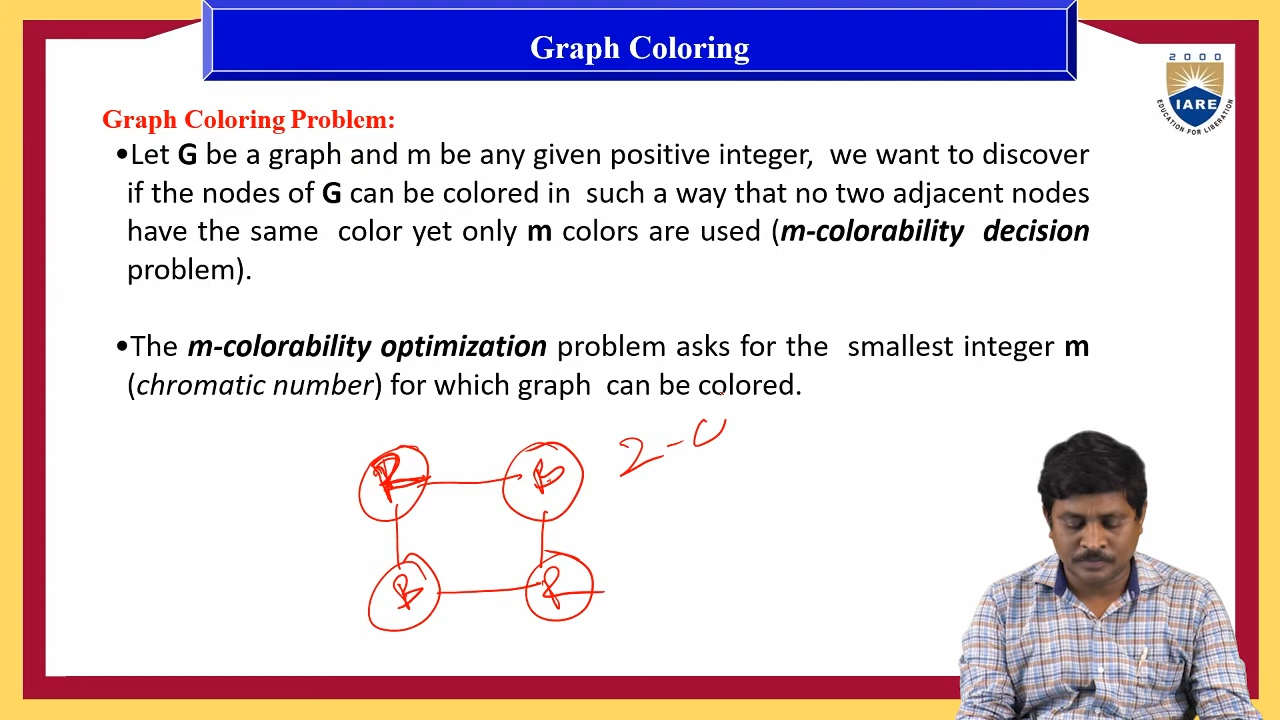 Graph Coloring
2000
IARE
EDUCATION FOR LIBERATION
Graph Coloring Problem:
•Let G be a graph and m be any given positive integer, we want to discover
if the nodes of G can be colored in such a way that no two adjacent nodes
have the same color yet only m colors are used (m-colorability decision
problem).
•The m-colorability optimization problem asks for the smallest integer m
(chromatic number) for which graph can be colored.
2-C
R B
B R